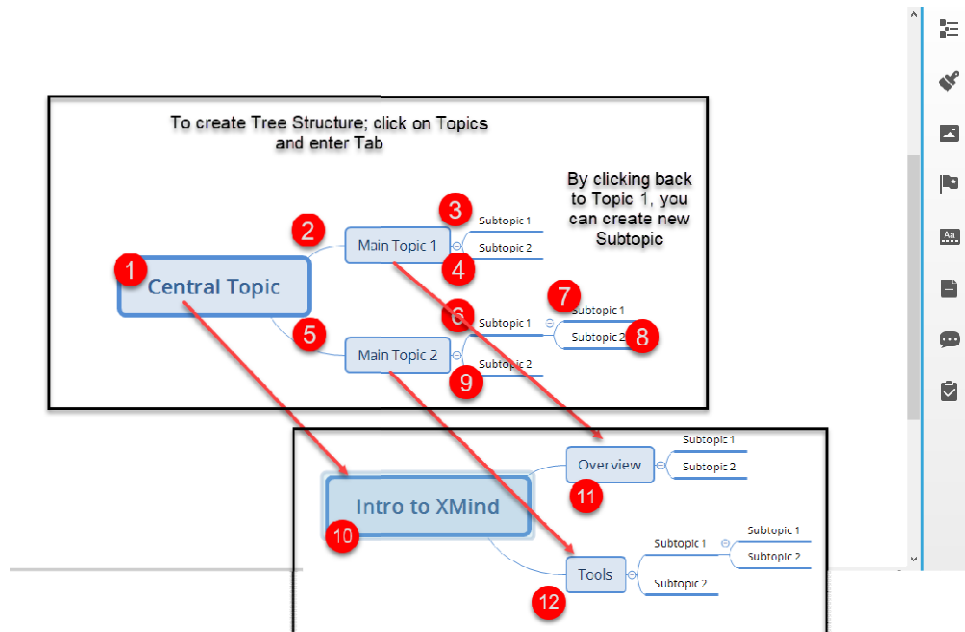 To create Tree Structure; click on Topics
and enter Tab
By clicking back
to Topic 1, you
can create new
Subtopic
1
Central Topic
2
Main Topic 1
3
Subtopic 1
4
Subtopic 2
5
Main Topic 2
6
Subtopic 1
7
Subtopic 1
Subtopic 2
8
9
Subtopic 2
Intro to XMind
10
Overview
11
Subtopic 1
Subtopic 2
Tools
12
Subtopic 1
Subtopic 1
Subtopic 2
Subtopic 2
Aa